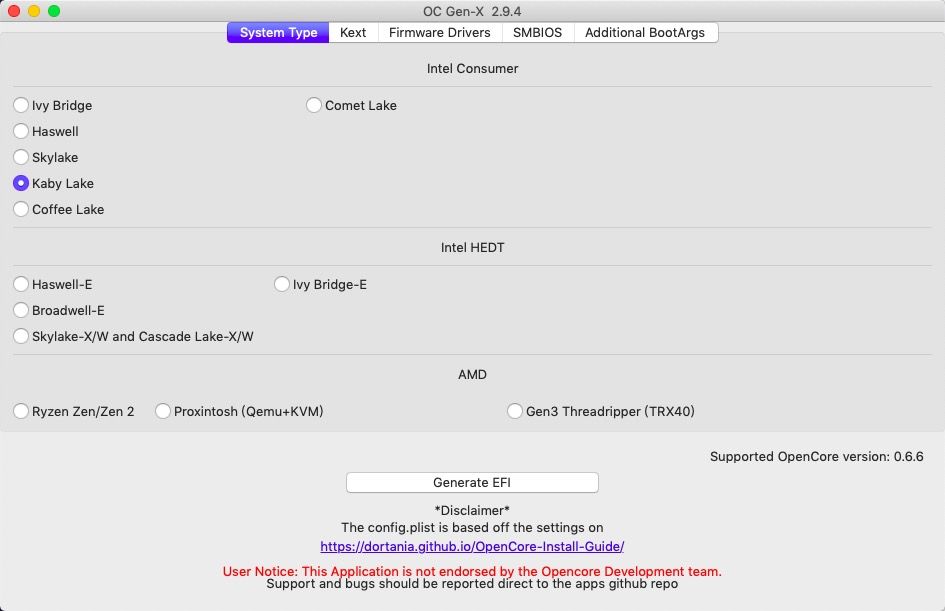 OC Gen-X 2.9.4
System Type Kext Firmware Drivers SMBIOS Additional BootArgs
Intel Consumer
Ivy Bridge Comet Lake
Haswell
Skylake
Kaby Lake
Coffee Lake
Intel HEDT
Haswell-E Ivy Bridge-E
Broadwell-E
Skylake-X/W and Cascade Lake-X/W
AMD
Ryzen Zen/Zen 2 Proxintosh (Qemu+KVM) Gen3 Threadripper (TRX40)
Supported OpenCore version: 0.6.6
Generate EFI
*Disclaimer*
The config.plist is based off the settings on
https://dortania.github.io/OpenCore-Install-Guide/
User Notice: This Application is not endorsed by the Opencore Development team.
Support and bugs should be reported direct to the apps github repo